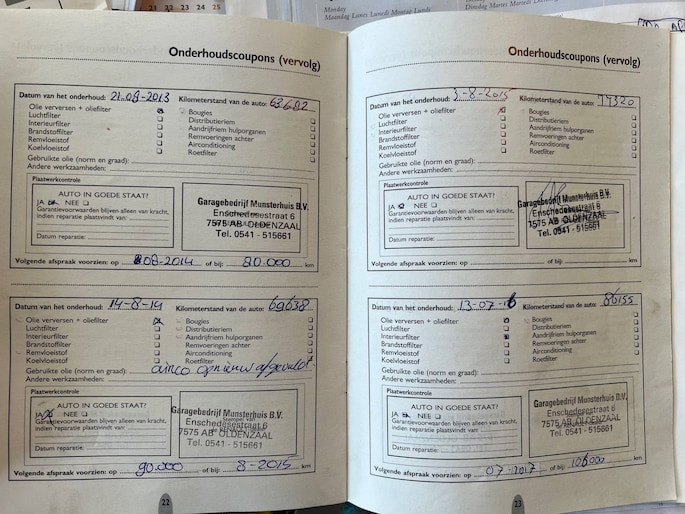 21 22 23 24 25
Monday
Maandag Lunes Lunedì Montag Lundi
Dinsdag Martes Martedì Dienstag Mardi
Onderhoudscoupons (vervolg)
Datum van het onderhoud: 21-08-2013 Kilometerstand van de auto: 63682
Olie verversen + oliefilter
Luchtfilter
Interieurfilter
Brandstoffilter
Remvloeistof
Koelvloeistof
Bougies
Distributieriem
Aandrijfriem hulporganen
Remvoeringen achter
Airconditioning
Roetfilter
Gebruikte olie (norm en graad):
Andere werkzaamheden:
Plaatwerkcontrole
AUTO IN GOEDE STAAT?
JA NEE
Garantievoorwaarden blijven alleen van kracht,
indien reparatie plaatsvindt van:
Datum reparatie:
Garagebedrijf Munsterhuis B.V.
Enschedesestraat 6
7575 AB OLDENZAAL
Tel. 0541 - 515661
Volgende afspraak voorzien: op 08-2014 of bij: 80.000 km
Datum van het onderhoud: 14-8-14 Kilometerstand van de auto: 69638
Olie verversen + oliefilter
Luchtfilter
Interieurfilter
Brandstoffilter
Remvloeistof
Koelvloeistof
Bougies
Distributieriem
Aandrijfriem hulporganen
Remvoeringen achter
Airconditioning
Roetfilter
Gebruikte olie (norm en graad): airco opnieuw afgevuld.
Andere werkzaamheden:
Plaatwerkcontrole
AUTO IN GOEDE STAAT?
JA NEE
Garantievoorwaarden blijven alleen van kracht,
indien reparatie plaatsvindt van:
Datum reparatie:
Garagebedrijf Munsterhuis B.V.
Enschedesestraat 6
7575 AB OLDENZAAL
Tel. 0541 - 515661
Volgende afspraak voorzien: op 90.000 of bij: 8-2015 km
22
Onderhoudscoupons (vervolg)
Datum van het onderhoud: 3-8-2015 Kilometerstand van de auto: 77320
Olie verversen + oliefilter
Luchtfilter
Interieurfilter
Brandstoffilter
Remvloeistof
Koelvloeistof
Bougies
Distributieriem
Aandrijfriem hulporganen
Remvoeringen achter
Airconditioning
Roetfilter
Gebruikte olie (norm en graad):
Andere werkzaamheden:
Plaatwerkcontrole
AUTO IN GOEDE STAAT?
JA NEE
Garantievoorwaarden blijven alleen van kracht,
indien reparatie plaatsvindt van:
Datum reparatie:
Garagebedrijf Munsterhuis B.V.
Enschedesestraat 6
7575 AB OLDENZAAL
Tel. 0541 - 515661
Volgende afspraak voorzien: op of bij: km
Datum van het onderhoud: 13-07-16 Kilometerstand van de auto: 86155
Olie verversen + oliefilter
Luchtfilter
Interieurfilter
Brandstoffilter
Remvloeistof
Koelvloeistof
Bougies
Distributieriem
Aandrijfriem hulporganen
Remvoeringen achter
Airconditioning
Roetfilter
Gebruikte olie (norm en graad):
Andere werkzaamheden:
Plaatwerkcontrole
AUTO IN GOEDE STAAT?
JA NEE
Garantievoorwaarden blijven alleen van kracht,
indien reparatie plaatsvindt van:
Datum reparatie:
Garagebedrijf Munsterhuis B.V.
Enschedesestraat 6
7575 AB OLDENZAAL
Tel. 0541 - 515661
Volgende afspraak voorzien: op 07-2017 of bij: 106000 km
23